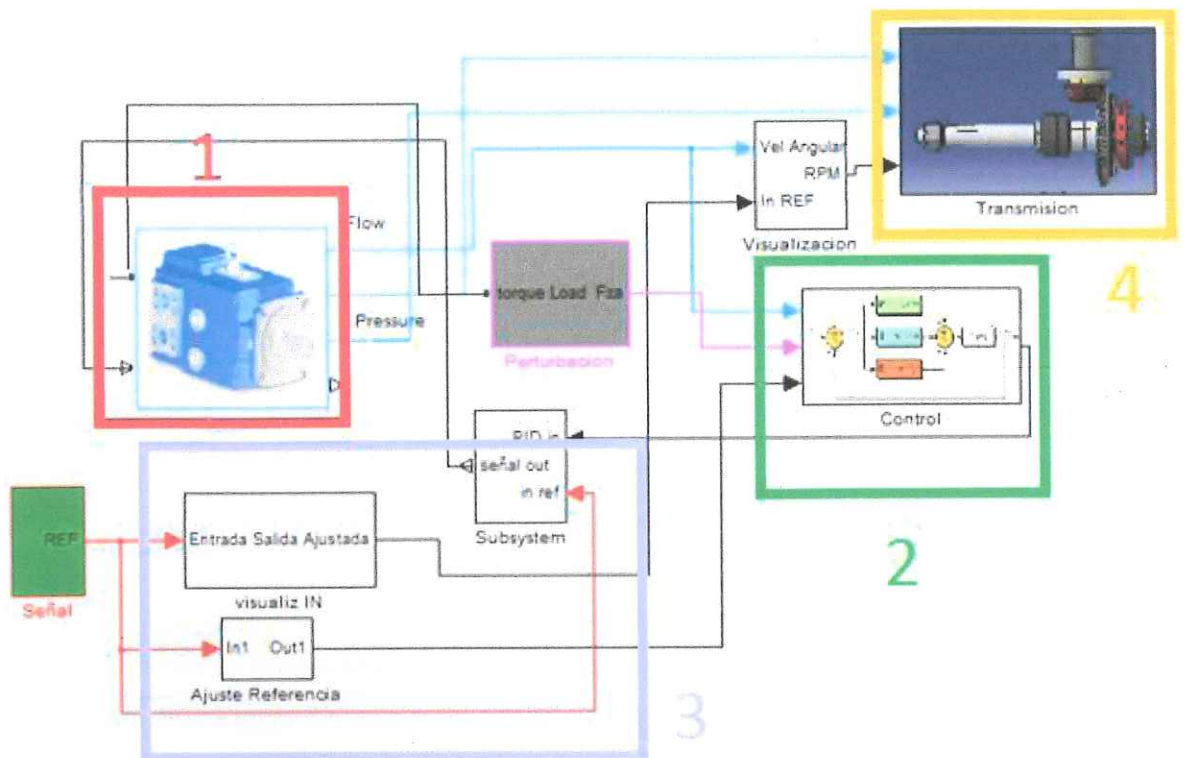 1
Flow
Pressure
torque Load Fza
Perturbacion
Vel Angular
RPM
In REF
Visualizacion
Transmision
4
Control
2
PID in
señal out
in ref
Subsystem
REF
Señal
Entrada Salida Ajustada
visualiz IN
In1 Out1
Ajuste Referencia
3